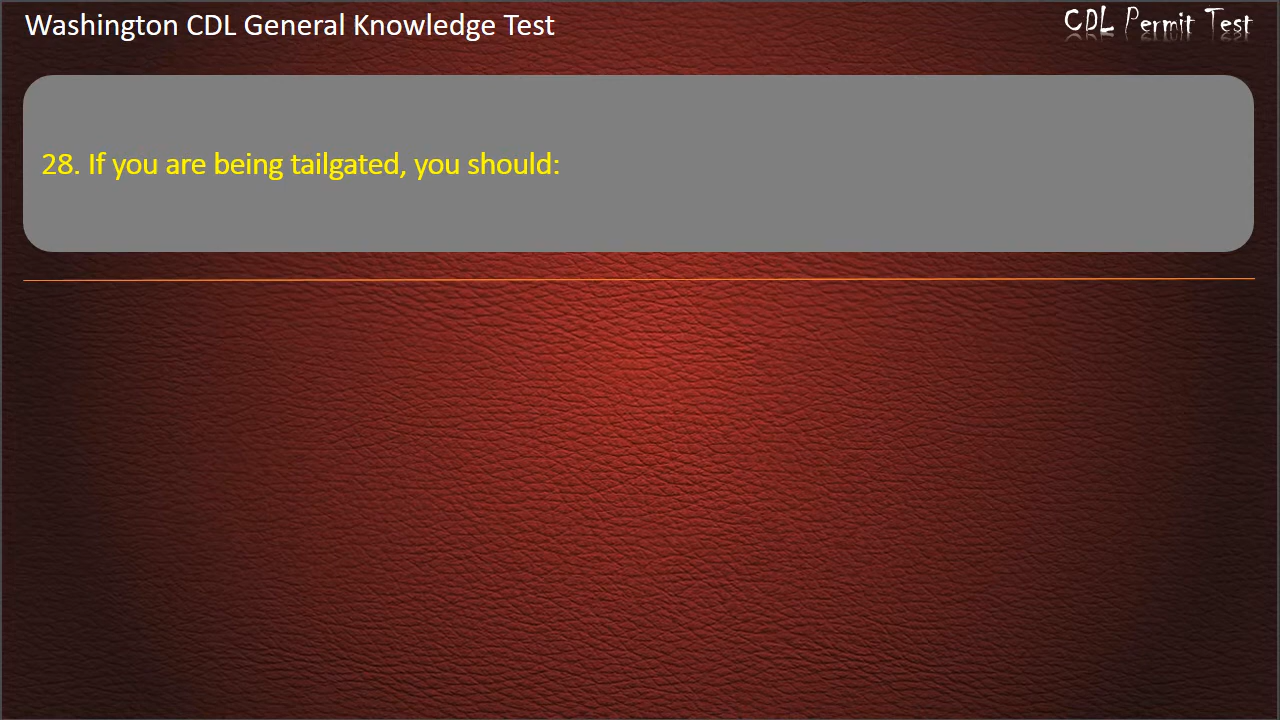 Washington CDL General Knowledge Test
CDL Permit Test
28. If you are being tailgated, you should: